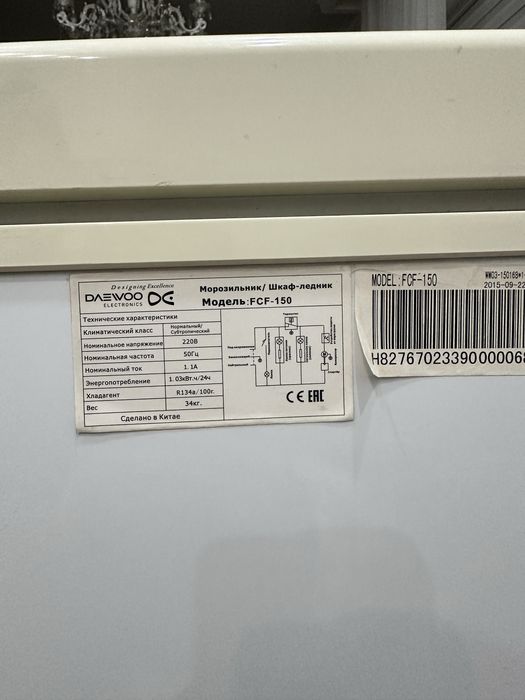 Designing Excellence
DAEWOO
ELECTRONICS
Морозильник/ Шкаф-ледник
Модель:FCF-150
Технические характеристики
Климатический класс
Нормальный/
Субтропический
Номинальное напряжение
220В
Номинальная частота
50Гц
Номинальный ток
1.1А
Энергопотребление
1.03кВт.ч/24ч
Хладагент
R134a/100г.
Вес
34кг.
Сделано в Китае
CE EAC
MODEL:FCF-150
2015-09-22
H8276702339000006